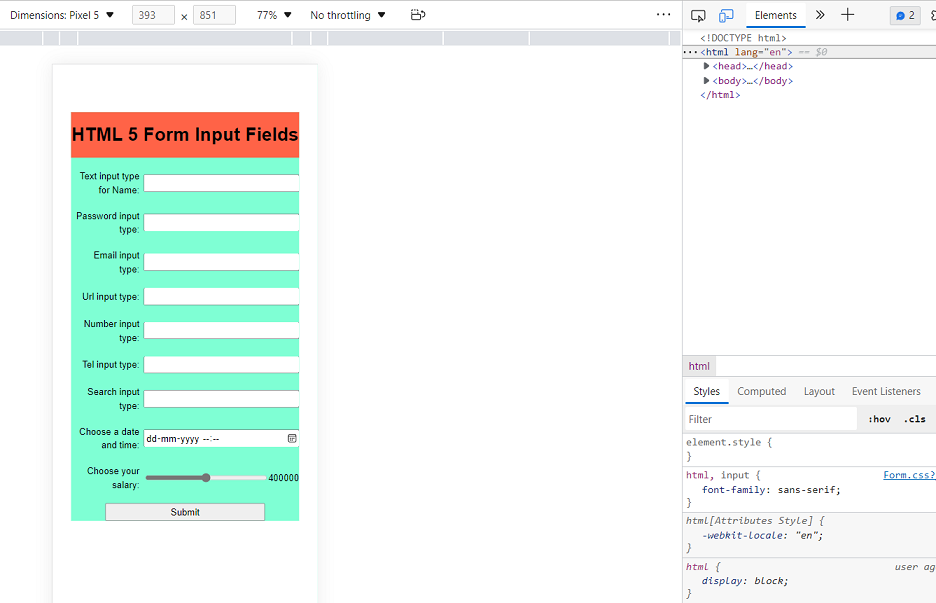 Dimensions: Pixel 5 ▼ 393 × 851 77% ▼ No throttling ▼
Elements 2
HTML 5 Form Input Fields
Text input type
for Name:
Password input
type:
Email input
type:
Url input type:
Number input
type:
Tel input type:
Search input
type:
Choose a date
and time: dd-mm-yyyy --:--
Choose your
salary: 400000
Submit
<!DOCTYPE html>
···<html lang="en"> == $0
▶<head>…</head>
▶<body>…</body>
</html>
html
Styles Computed Layout Event Listeners
Filter :hov .cls
element.style {
}
html, input { Form.css?
font-family: sans-serif;
}
html[Attributes Style] {
-webkit-locale: "en";
}
html { user ag
display: block;
}